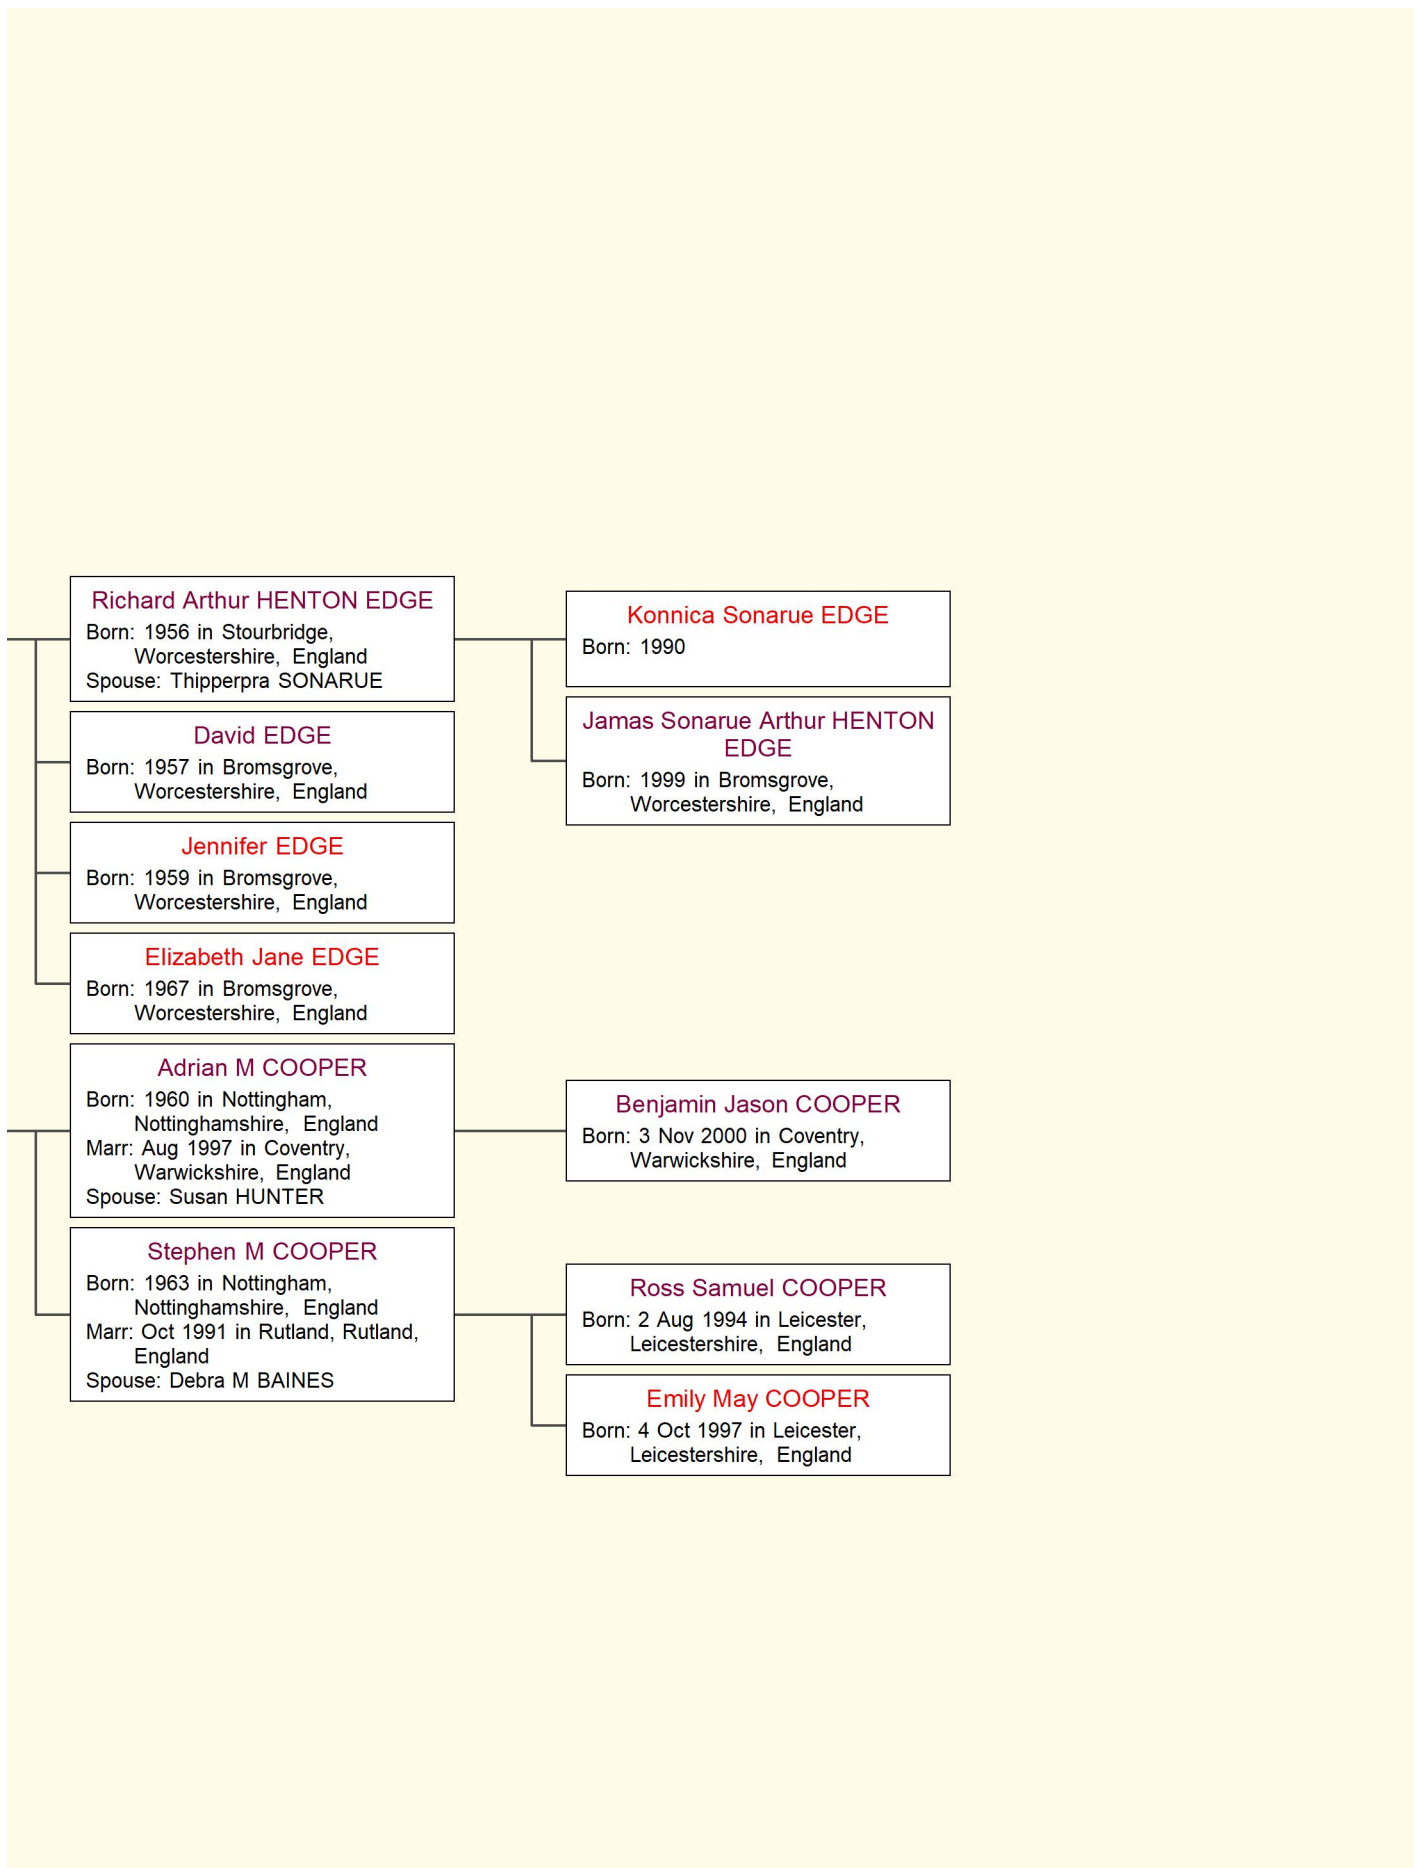 Richard Arthur HENTON EDGE
Born: 1956 in Stourbridge,
Worcestershire, England
Spouse: Thipperpra SONARUE
David EDGE
Born: 1957 in Bromsgrove,
Worcestershire, England
Jennifer EDGE
Born: 1959 in Bromsgrove,
Worcestershire, England
Elizabeth Jane EDGE
Born: 1967 in Bromsgrove,
Worcestershire, England
Adrian M COOPER
Born: 1960 in Nottingham,
Nottinghamshire, England
Marr: Aug 1997 in Coventry,
Warwickshire, England
Spouse: Susan HUNTER
Stephen M COOPER
Born: 1963 in Nottingham,
Nottinghamshire, England
Marr: Oct 1991 in Rutland, Rutland,
England
Spouse: Debra M BAINES
Konnica Sonarue EDGE
Born: 1990
Jamas Sonarue Arthur HENTON
EDGE
Born: 1999 in Bromsgrove,
Worcestershire, England
Benjamin Jason COOPER
Born: 3 Nov 2000 in Coventry,
Warwickshire, England
Ross Samuel COOPER
Born: 2 Aug 1994 in Leicester,
Leicestershire, England
Emily May COOPER
Born: 4 Oct 1997 in Leicester,
Leicestershire, England